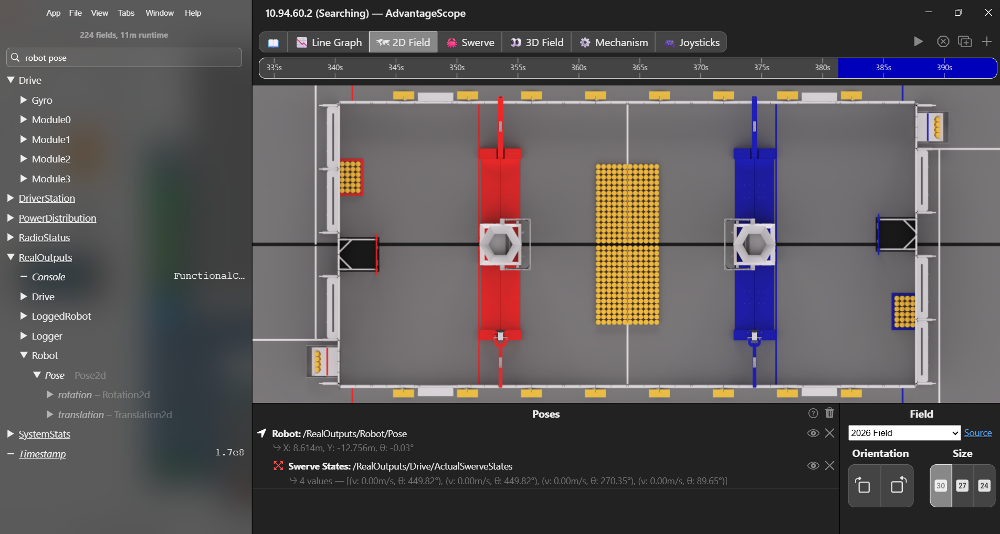 App File View Tabs Window Help
10.94.60.2 (Searching) — AdvantageScope
224 fields, 11m runtime
Line Graph 2D Field Swerve 3D Field Mechanism Joysticks
robot pose
335s 340s 345s 350s 355s 360s 365s 370s 375s 380s 385s 390s
Drive
Gyro
Module0
Module1
Module2
Module3
DriverStation
PowerDistribution
RadioStatus
RealOutputs
Console FunctionalC…
Drive
LoggedRobot
Logger
Robot
Pose – Pose2d
rotation – Rotation2d
translation – Translation2d
SystemStats
Timestamp 1.7e8
Poses
Robot: /RealOutputs/Robot/Pose
X: 8.614m, Y: -12.756m, θ: -0.03°
Swerve States: /RealOutputs/Drive/ActualSwerveStates
4 values — [(v: 0.00m/s, θ: 449.82°), (v: 0.00m/s, θ: 449.82°), (v: 0.00m/s, θ: 270.35°), (v: 0.00m/s, θ: 89.65°)]
Field
2026 Field Source
Orientation Size
30 27 24